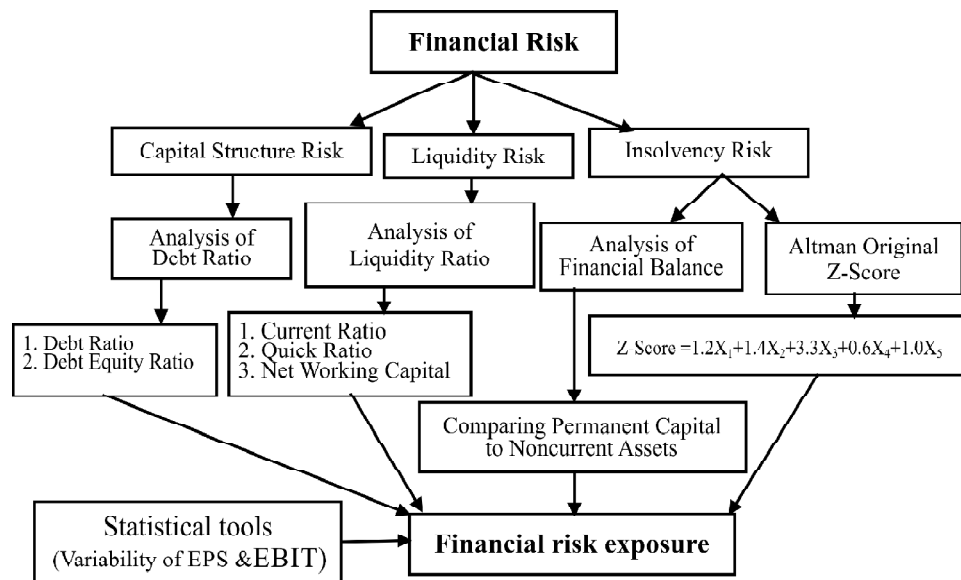 Financial Risk
Capital Structure Risk
Liquidity Risk
Insolvency Risk
Analysis of
Debt Ratio
Analysis of
Liquidity Ratio
Analysis of
Financial Balance
Altman Original
Z-Score
1. Debt Ratio
2. Debt Equity Ratio
1. Current Ratio
2. Quick Ratio
3. Net Working Capital
Z Score =1.2X₁+1.4X₂+3.3X₃+0.6X₄+1.0X₅
Comparing Permanent Capital
to Noncurrent Assets
Statistical tools
(Variability of EPS &EBIT)
Financial risk exposure